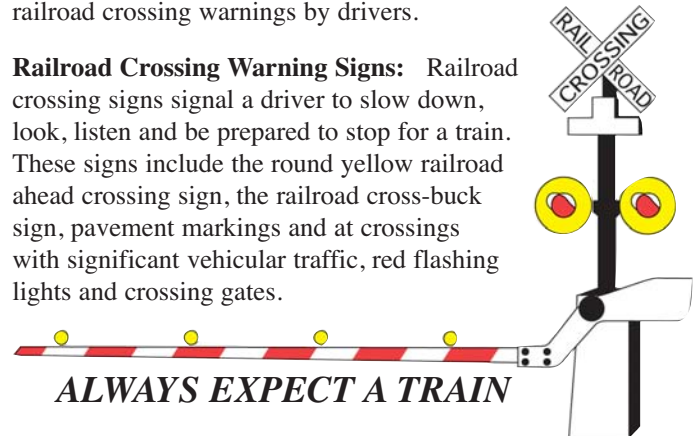 railroad crossing warnings by drivers.
Railroad Crossing Warning Signs: Railroad
crossing signs signal a driver to slow down,
look, listen and be prepared to stop for a train.
These signs include the round yellow railroad
ahead crossing sign, the railroad cross-buck
sign, pavement markings and at crossings
with significant vehicular traffic, red flashing
lights and crossing gates.
RAIL ROAD
CROSSING
ALWAYS EXPECT A TRAIN